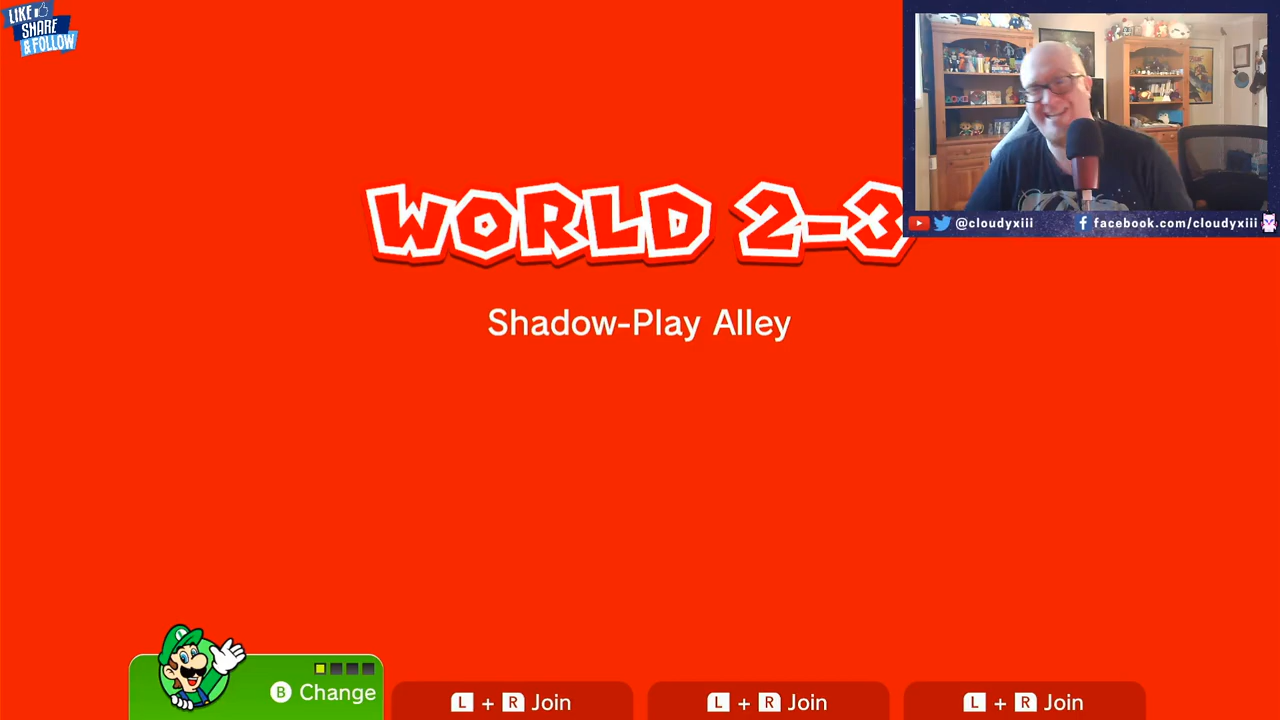 LIKE
SHARE
& FOLLOW
@cloudyxiii
facebook.com/cloudyxiii
WORLD 2-3
Shadow-Play Alley
B Change
L + R Join
L + R Join
L + R Join